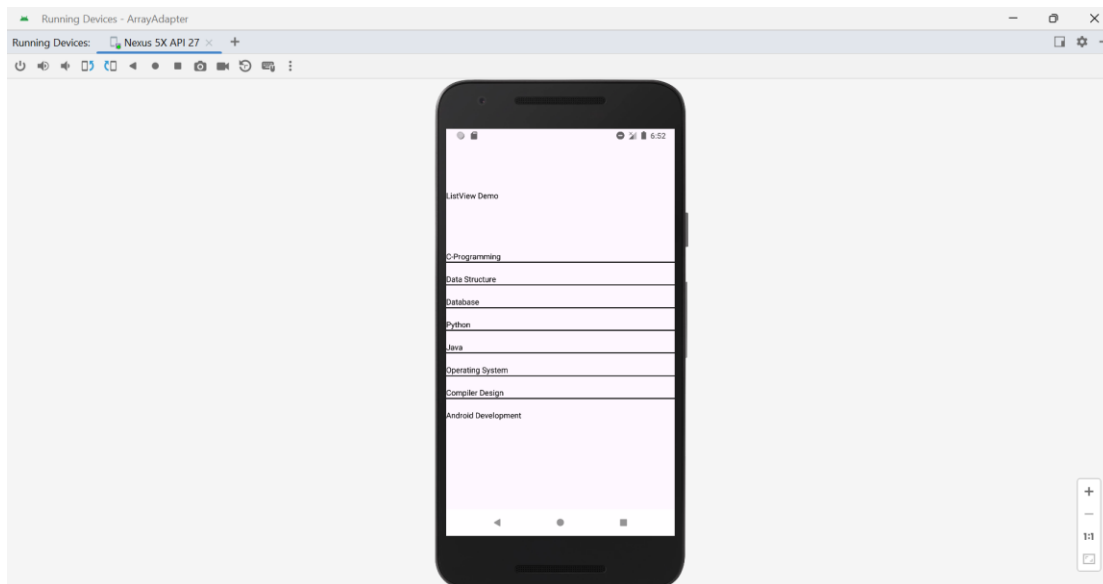 Running Devices - ArrayAdapter
Running Devices: Nexus 5X API 27
6:52
ListView Demo
C-Programming
Data Structure
Database
Python
Java
Operating System
Compiler Design
Android Development
1:1